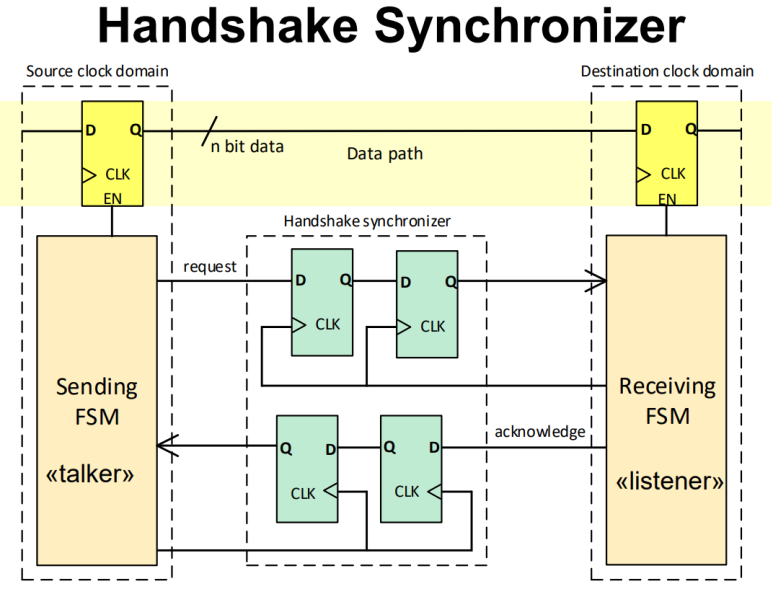 Handshake Synchronizer
Source clock domain
Destination clock domain
D Q
CLK
EN
n bit data
Data path
D Q
CLK
EN
Handshake synchronizer
request
D Q
CLK
D Q
CLK
Sending
FSM
«talker»
Receiving
FSM
«listener»
acknowledge
Q D
CLK
Q D
CLK